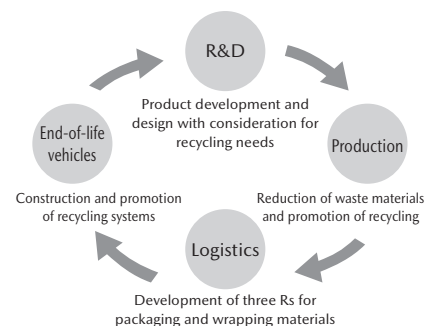 R&D
Product development and
design with consideration for
recycling needs
Production
Reduction of waste materials
and promotion of recycling
Logistics
Development of three Rs for
packaging and wrapping materials
End-of-life
vehicles
Construction and promotion
of recycling systems